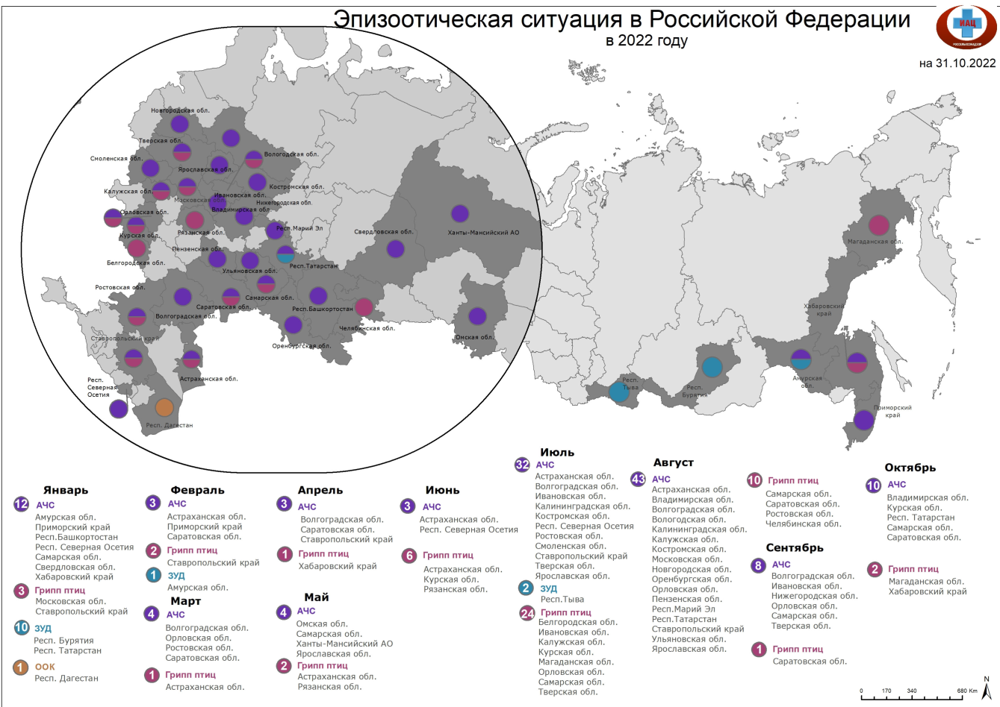 Эпизоотическая ситуация в Российской Федерации
в 2022 году
ИАЦ
РОССЕЛЬХОЗНАДЗОР
на 31.10.2022
Новгородская обл.
Тверская обл.
Смоленская обл.
Вологодская обл.
Ярославская обл.
Костромская обл.
Калужская обл.
Московская обл.
Ивановская обл.
Нижегородская обл.
Владимирская обл.
Орловская обл.
Рязанская обл.
Респ.Марий Эл
Курская обл.
Свердловская обл.
Ханты-Мансийский АО
Пензенская обл.
Белгородская обл.
Ульяновская обл.
Респ.Татарстан
Ростовская обл.
Самарская обл.
Саратовская обл.
Респ.Башкортостан
Волгоградская обл.
Челябинская обл.
Омская обл.
Ставропольский край
Оренбургская обл.
Астраханская обл.
Респ.
Северная
Осетия
Респ. Дагестан
Магаданская обл.
Хабаровский
край
Респ.
Тыва
Респ.
Бурятия
Амурская
обл.
Приморский
край
Январь
12 АЧС
Амурская обл.
Приморский край
Респ.Башкортостан
Респ. Северная Осетия
Самарская обл.
Свердловская обл.
Хабаровский край
3 Грипп птиц
Московская обл.
Ставропольский край
10 ЗУД
Респ. Бурятия
Респ. Татарстан
1 ООК
Респ. Дагестан
Февраль
3 АЧС
Астраханская обл.
Приморский край
Саратовская обл.
2 Грипп птиц
Ставропольский край
1 ЗУД
Амурская обл.
Март
4 АЧС
Волгоградская обл.
Орловская обл.
Ростовская обл.
Саратовская обл.
1 Грипп птиц
Астраханская обл.
Апрель
3 АЧС
Волгоградская обл.
Саратовская обл.
Ставропольский край
1 Грипп птиц
Хабаровский край
Май
4 АЧС
Омская обл.
Самарская обл.
Ханты-Мансийский АО
Ярославская обл.
2 Грипп птиц
Астраханская обл.
Рязанская обл.
Июнь
3 АЧС
Астраханская обл.
Респ. Северная Осетия
6 Грипп птиц
Астраханская обл.
Курская обл.
Рязанская обл.
Июль
32 АЧС
Астраханская обл.
Волгоградская обл.
Ивановская обл.
Калининградская обл.
Костромская обл.
Респ. Северная Осетия
Ростовская обл.
Смоленская обл.
Ставропольский край
Тверская обл.
Ярославская обл.
2 ЗУД
Респ.Тыва
24 Грипп птиц
Белгородская обл.
Ивановская обл.
Калужская обл.
Курская обл.
Магаданская обл.
Орловская обл.
Самарская обл.
Тверская обл.
Август
43 АЧС
Астраханская обл.
Владимирская обл.
Волгоградская обл.
Вологодская обл.
Калининградская обл.
Калужская обл.
Костромская обл.
Московская обл.
Новгородская обл.
Оренбургская обл.
Орловская обл.
Пензенская обл.
Респ.Марий Эл
Респ.Татарстан
Ставропольский край
Ульяновская обл.
Ярославская обл.
10 Грипп птиц
Самарская обл.
Саратовская обл.
Ростовская обл.
Челябинская обл.
Сентябрь
8 АЧС
Волгоградская обл.
Ивановская обл.
Нижегородская обл.
Орловская обл.
Самарская обл.
Тверская обл.
1 Грипп птиц
Саратовская обл.
Октябрь
10 АЧС
Владимирская обл.
Курская обл.
Респ. Татарстан
Самарская обл.
Саратовская обл.
2 Грипп птиц
Магаданская обл.
Хабаровский край
N
0 170 340 680 Km